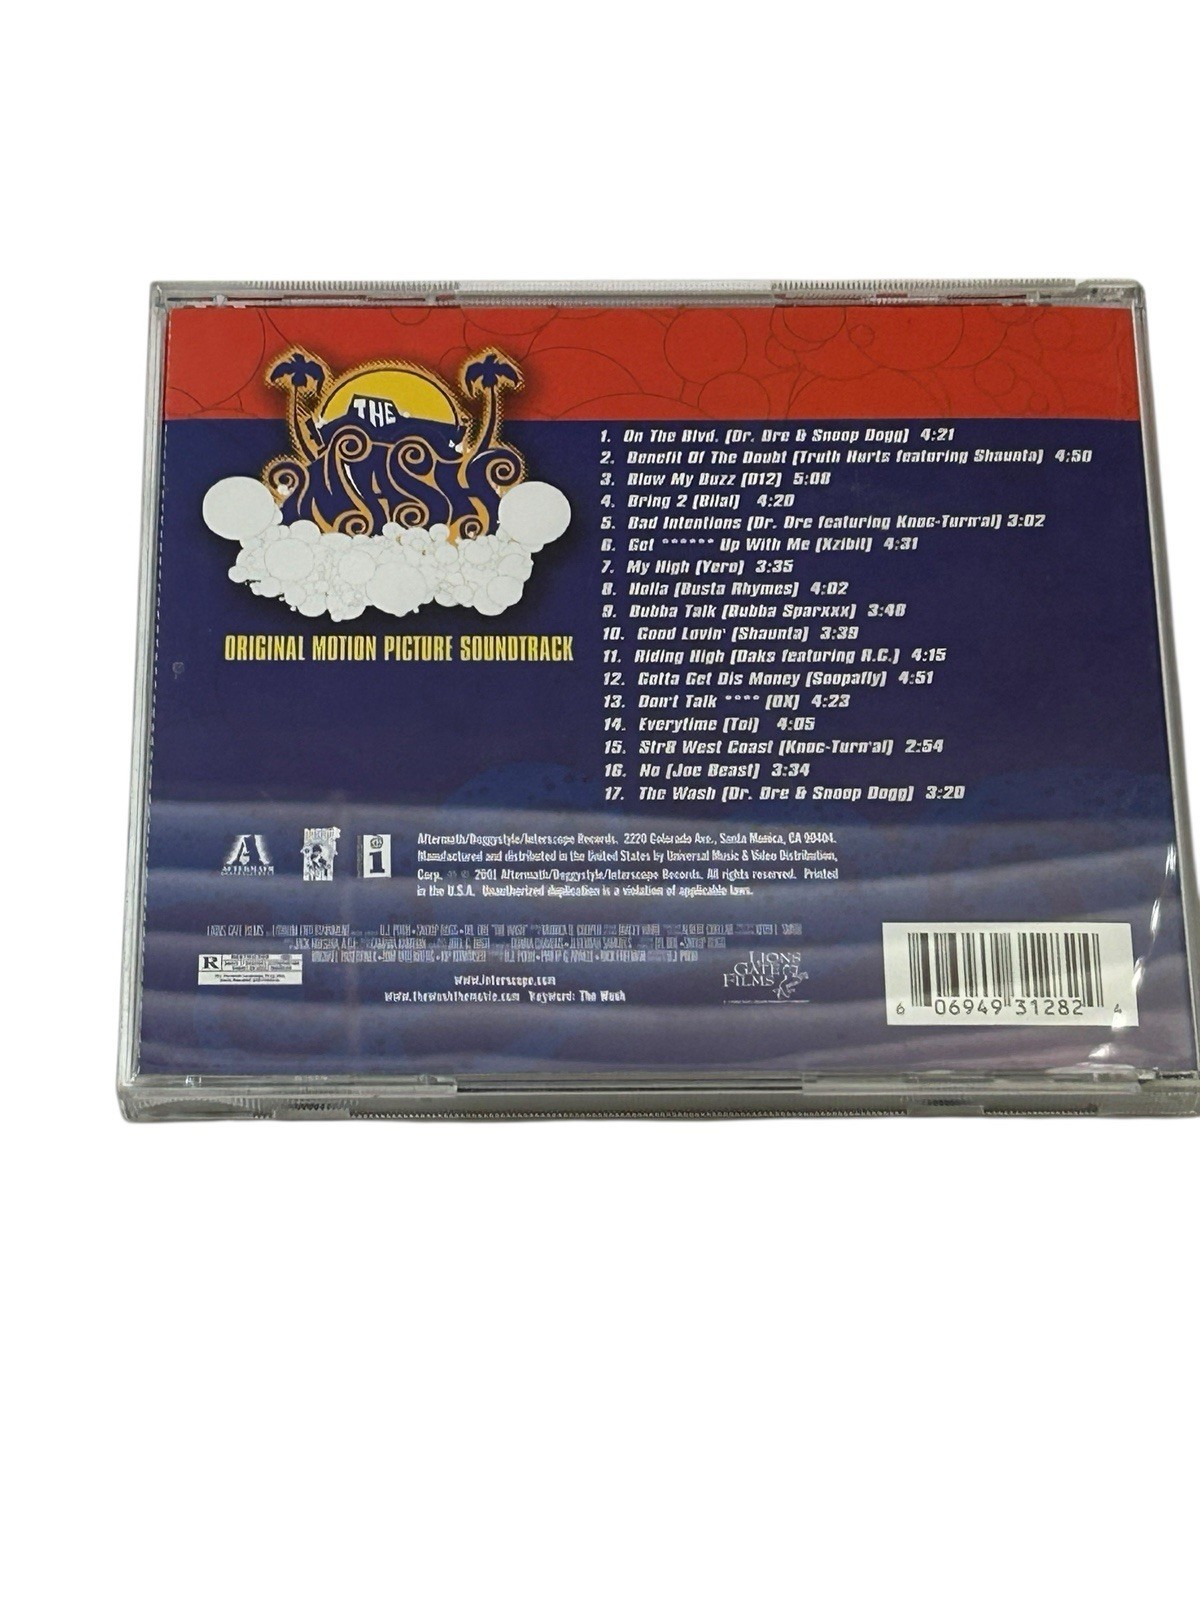 THE
WASH
ORIGINAL MOTION PICTURE SOUNDTRACK
1. On The Blvd. (Dr. Dre & Snoop Dogg) 4:21
2. Benefit Of The Doubt (Truth Hurts featuring Shaunta) 4:50
3. Blow My Buzz (D12) 5:08
4. Bring 2 (Bilal) 4:20
5. Bad Intentions (Dr. Dre featuring Knoc-Turn'al) 3:02
6. Get ****** Up With Me (Xzibit) 4:31
7. My High (Yero) 3:35
8. Holla (Busta Rhymes) 4:02
9. Bubba Talk (Bubba Sparxxx) 3:48
10. Good Lovin' (Shaunta) 3:39
11. Riding High (Daks featuring R.C.) 4:15
12. Gotta Get Dis Money (Soopafly) 4:51
13. Don't Talk **** (OX) 4:23
14. Everytime (Toi) 4:05
15. Str8 West Coast (Knoc-Turn'al) 2:54
16. No (Joe Beast) 3:34
17. The Wash (Dr. Dre & Snoop Dogg) 3:20
AFTERMATH
Aftermath/Doggystyle/Interscope Records, 2220 Colorado Ave., Santa Monica, CA 90404.
Manufactured and distributed in the United States by Universal Music & Video Distribution,
Corp. ℗ © 2001 Aftermath/Doggystyle/Interscope Records. All rights reserved. Printed
in the U.S.A. Unauthorized duplication is a violation of applicable laws.
R
RESTRICTED
LIONS
GATE
FILMS
www.interscope.com
www.thewashthemovie.com Keyword: The Wash
6 06949 31282 4